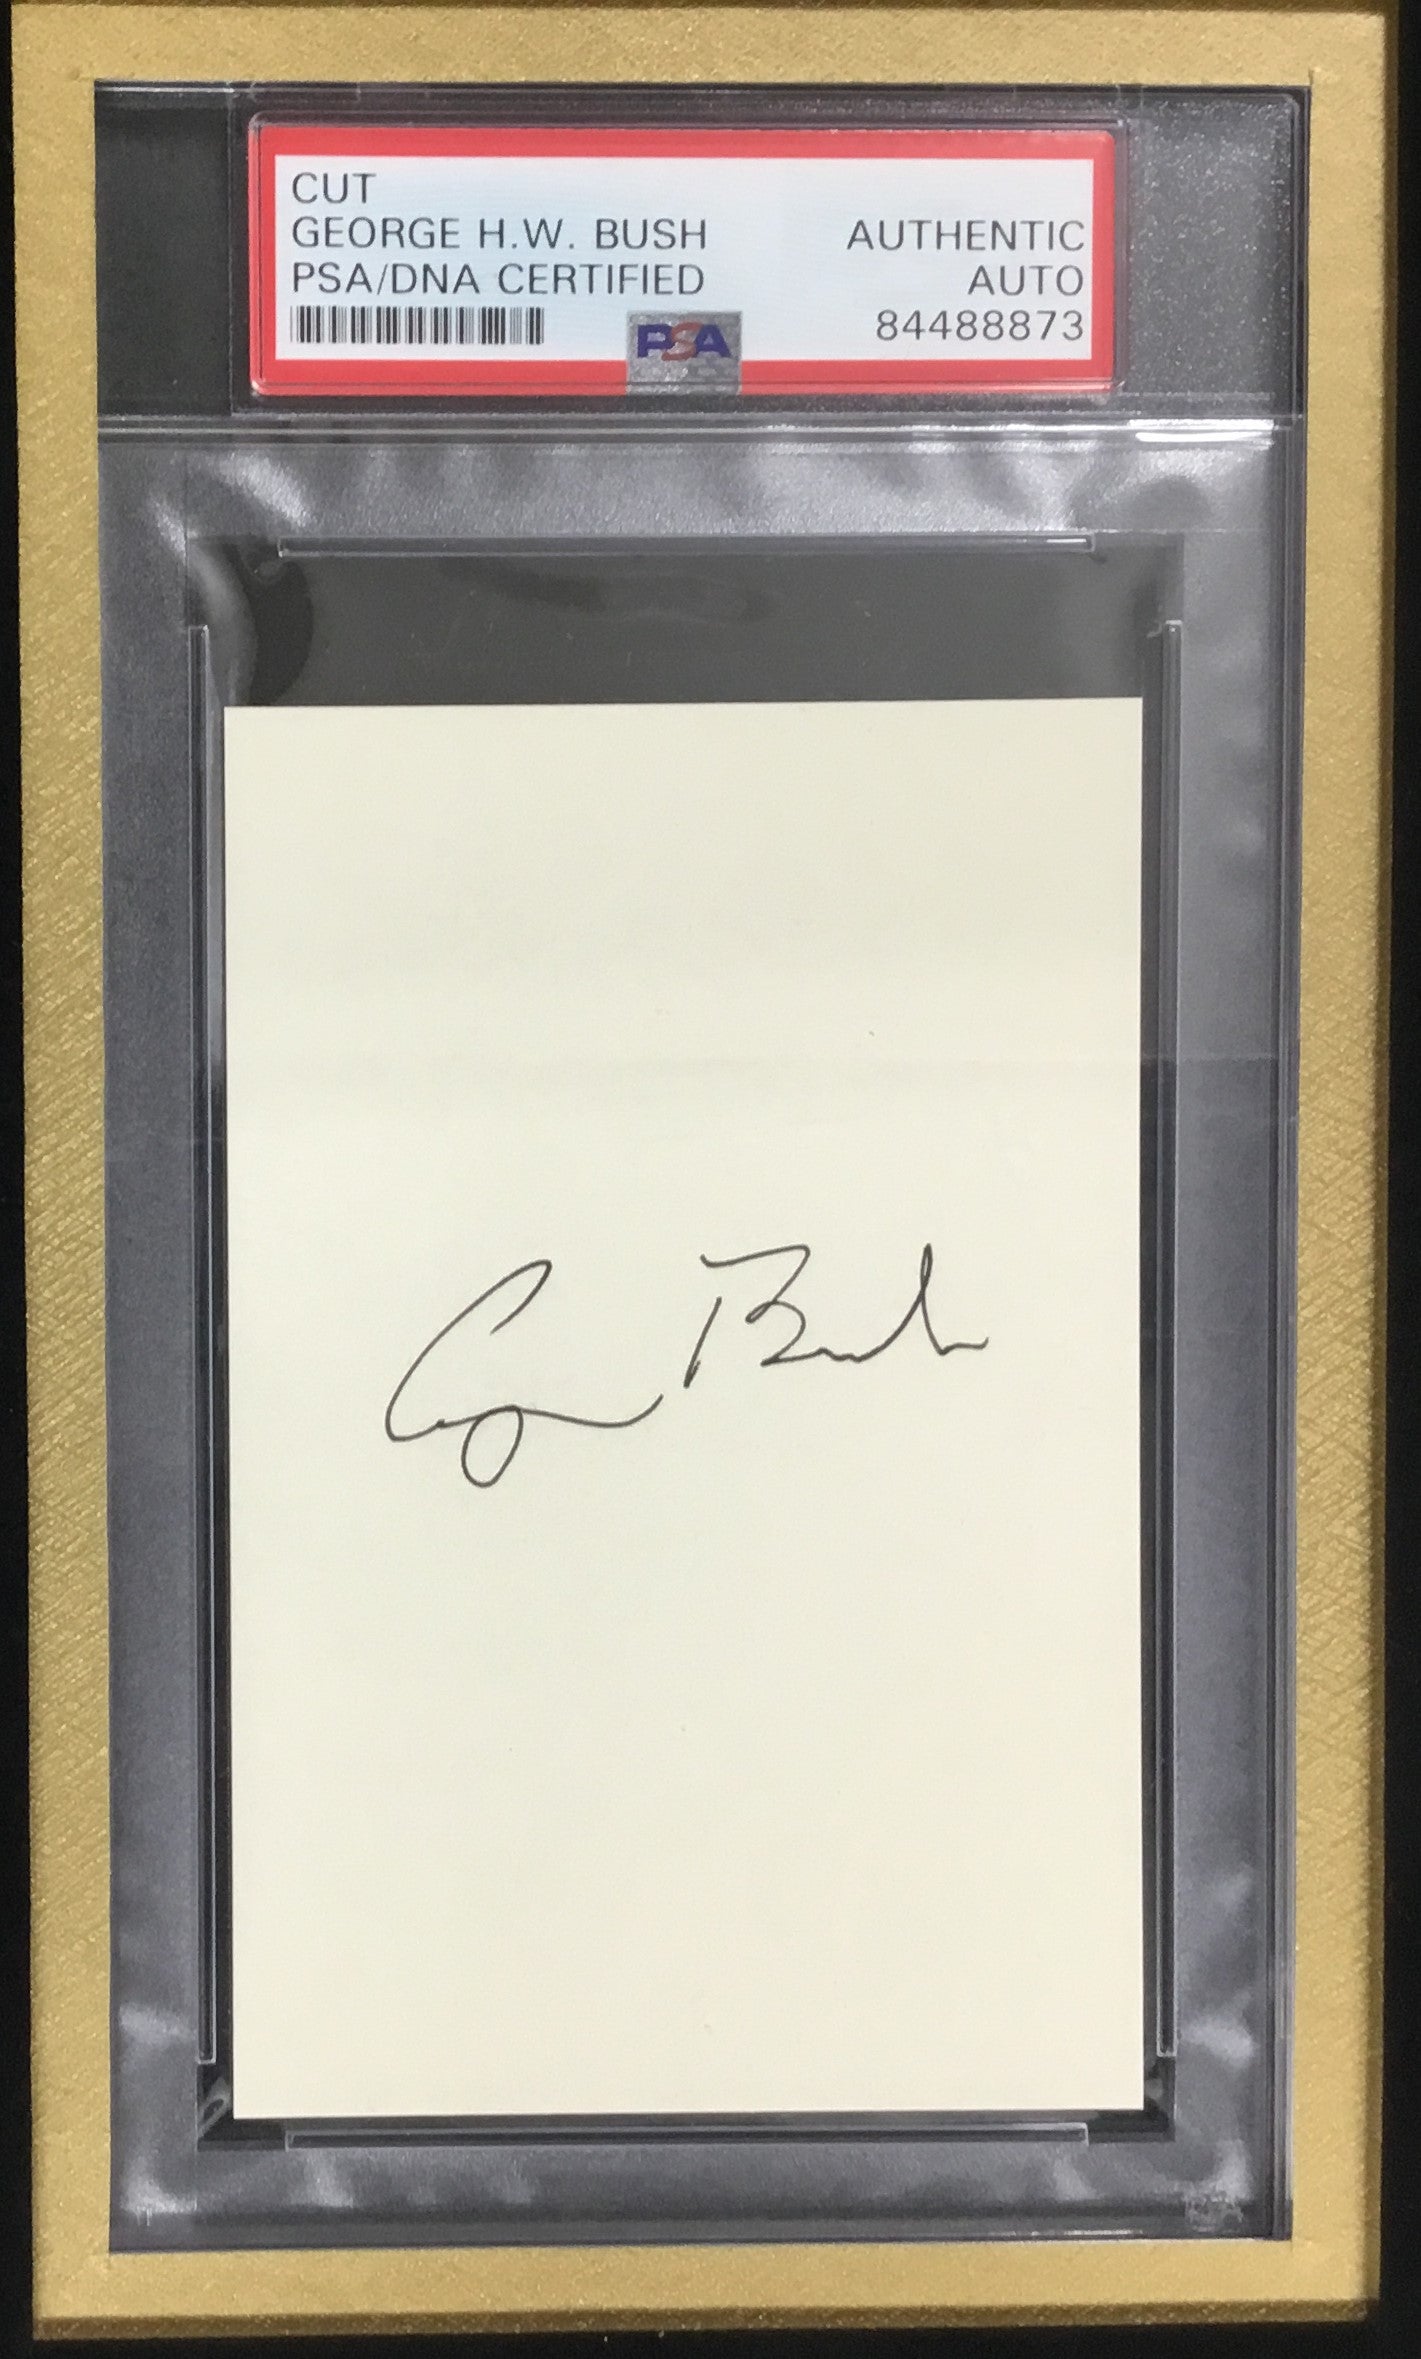 CUT
GEORGE H.W. BUSH
PSA/DNA CERTIFIED
AUTHENTIC
AUTO
84488873
PSA
George Bush